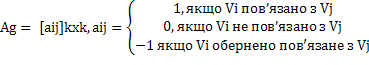 Ag = [aij]kxk, aij = { 1, якщо Vi пов'язано з Vj
0, якщо Vi не пов'язано з Vj
−1 якщо Vi обернено пов'язане з Vj